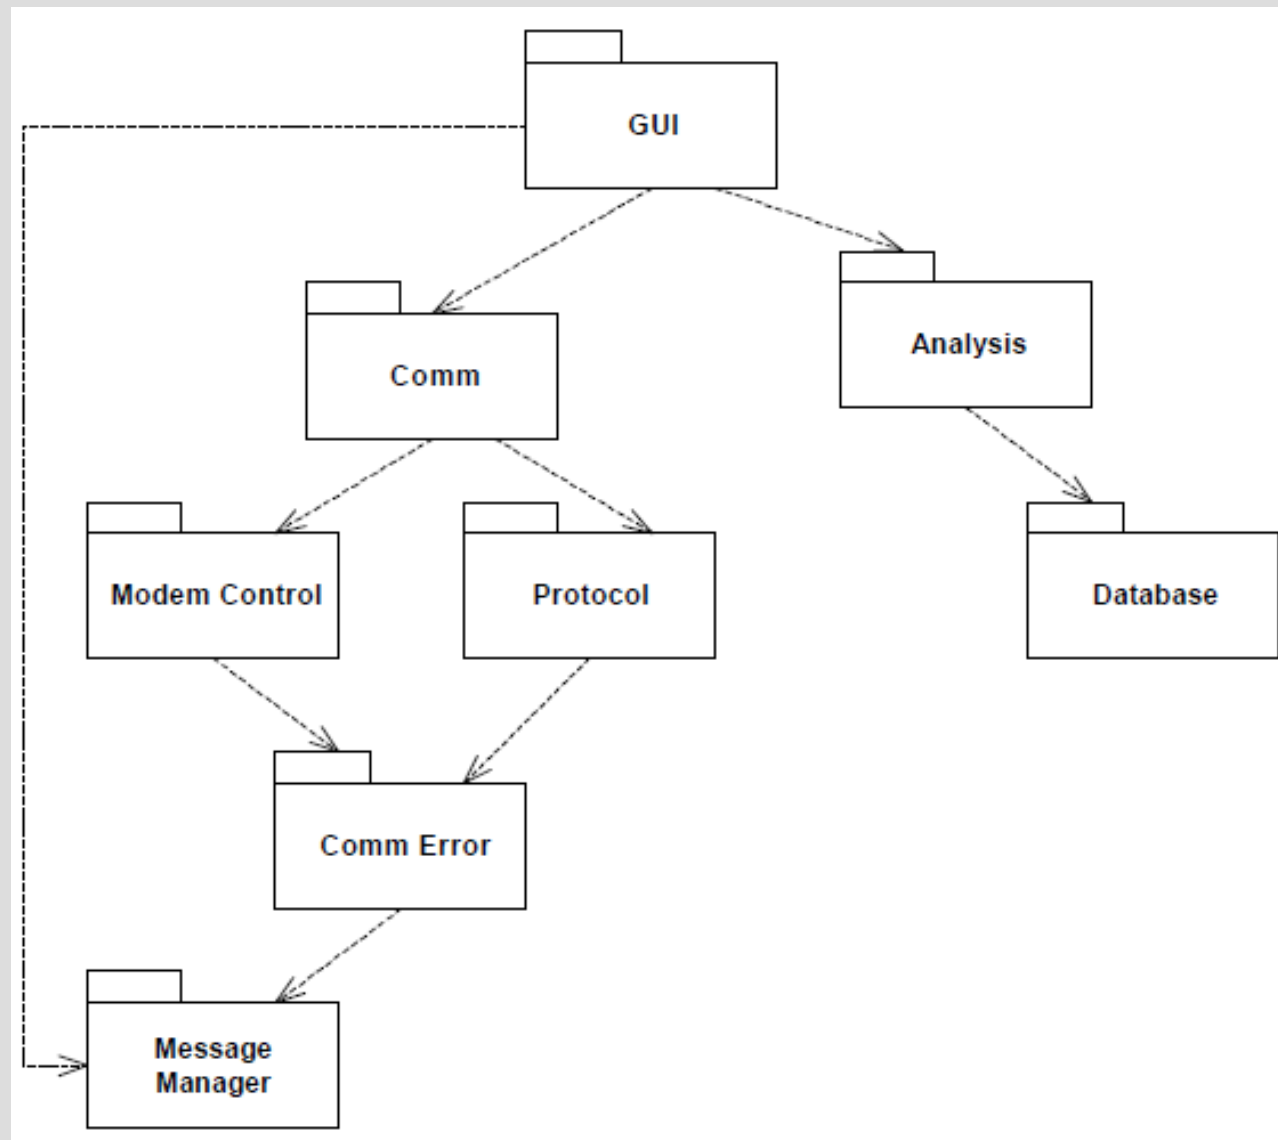 GUI
Analysis
Comm
Modem Control
Protocol
Database
Comm Error
Message
Manager